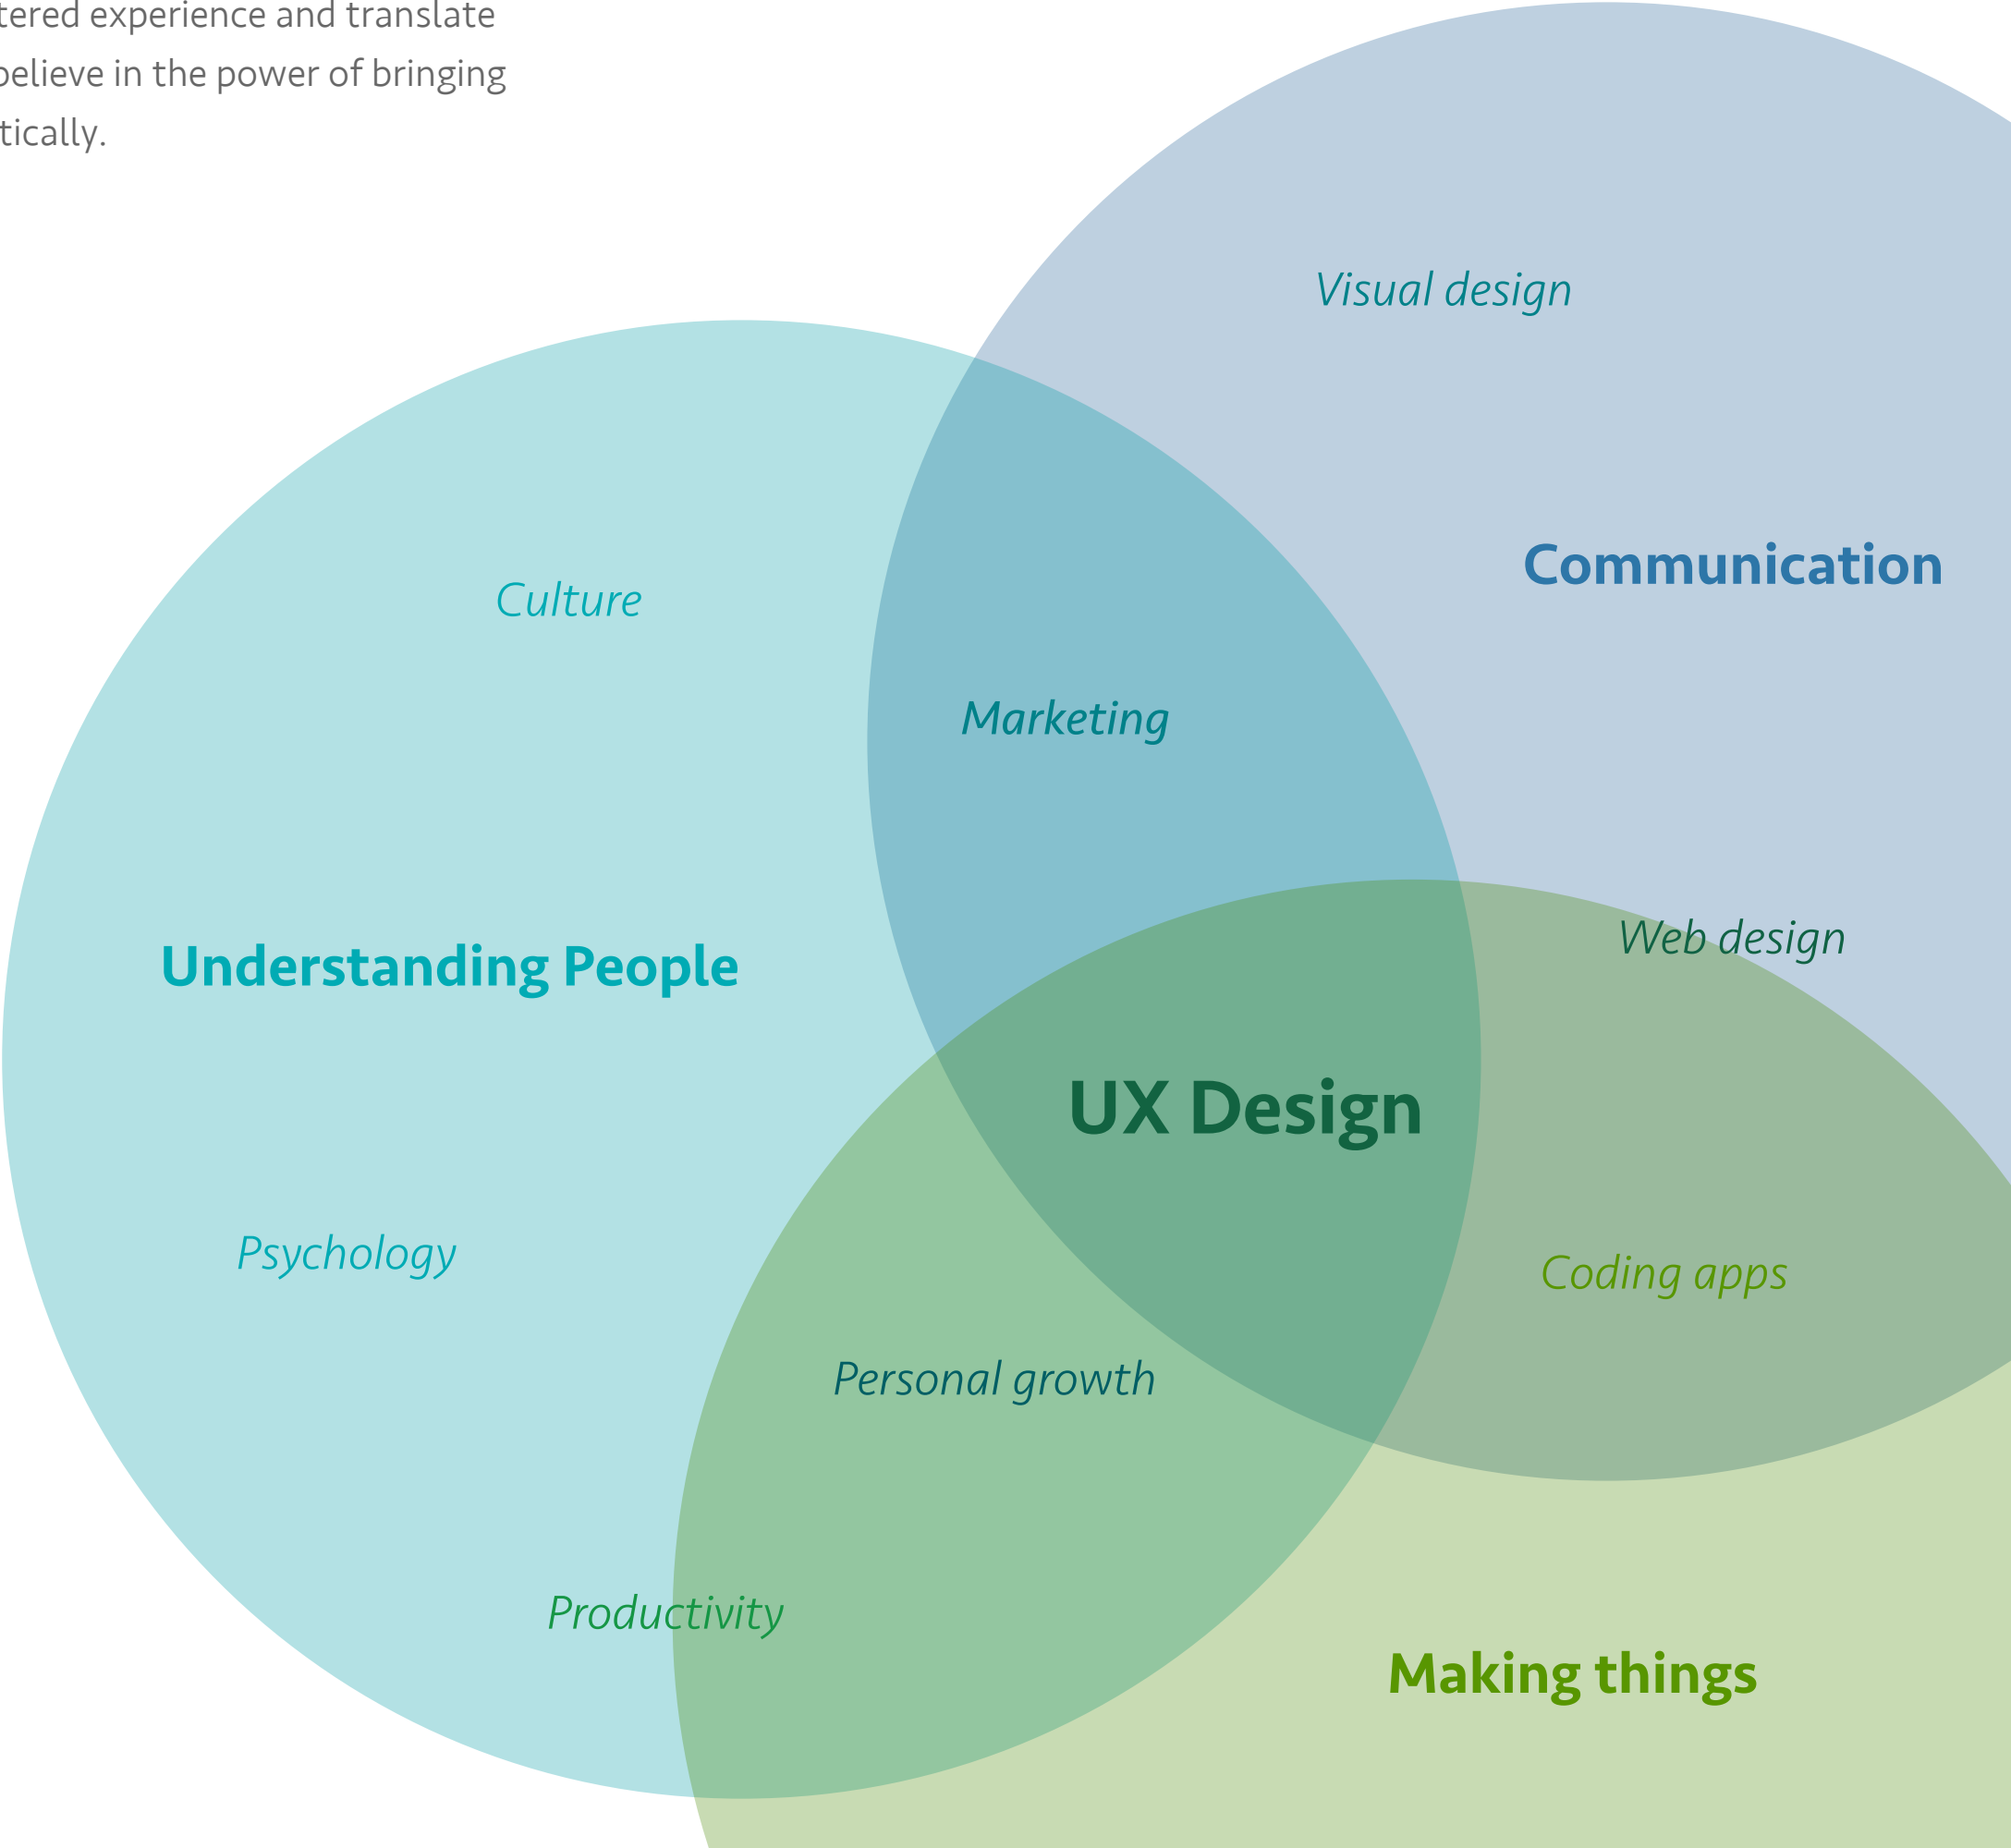 tered experience and translate
believe in the power of bringing
tically.
Visual design
Communication
Culture
Marketing
Web design
Understanding People
UX Design
Psychology
Coding apps
Personal growth
Productivity
Making things